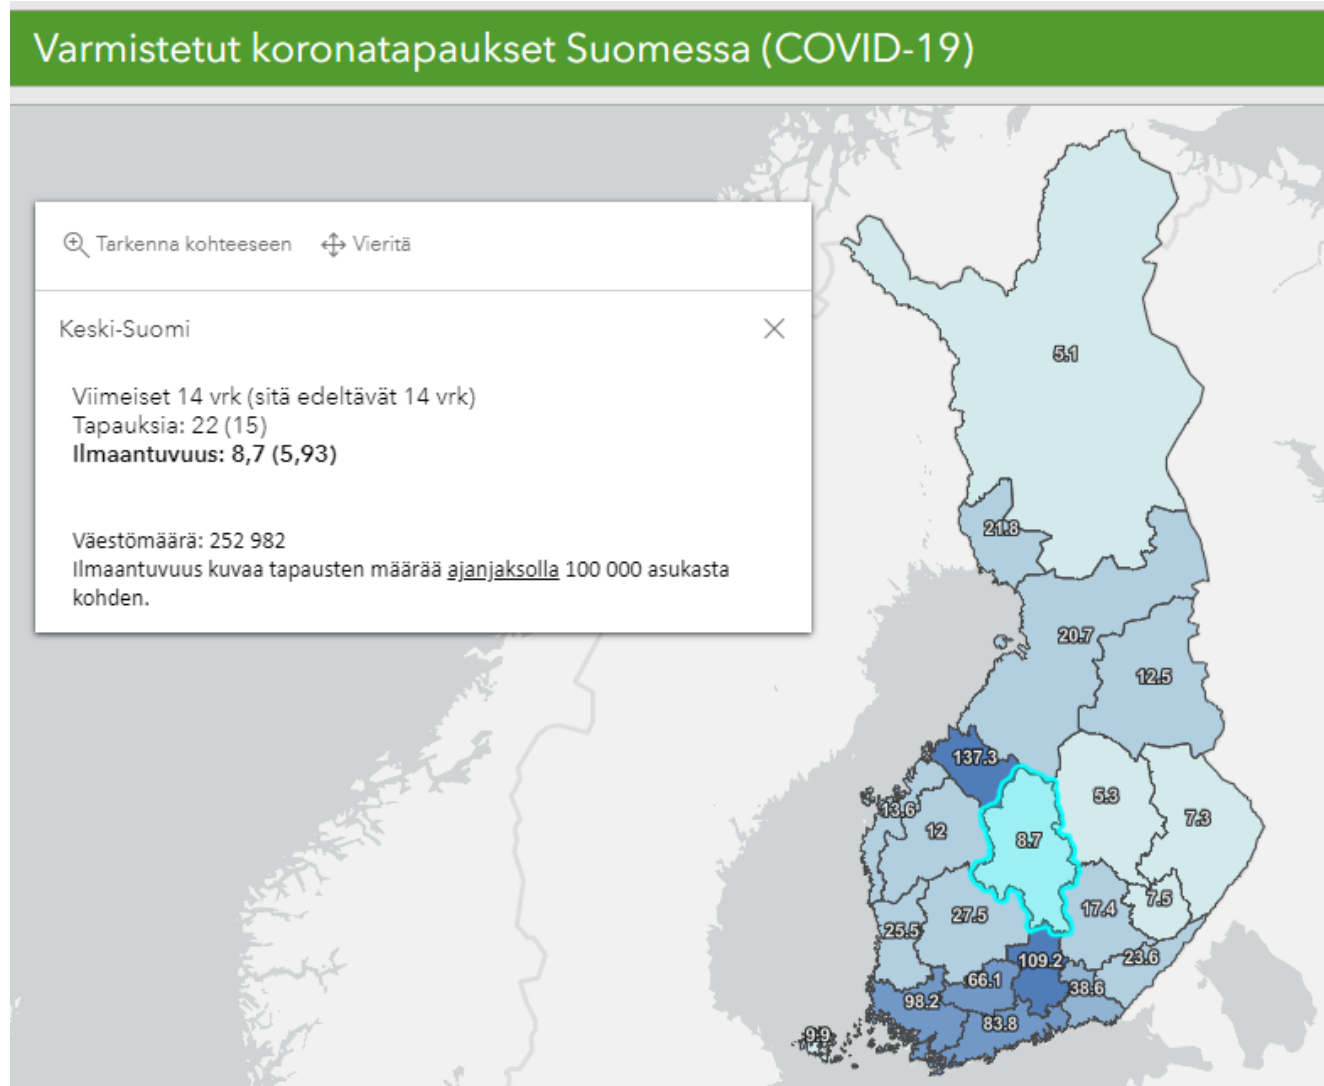 Varmistetut koronatapaukset Suomessa (COVID-19)
Tarkenna kohteeseen Vieritä
Keski-Suomi
Viimeiset 14 vrk (sitä edeltävät 14 vrk)
Tapauksia: 22 (15)
Ilmaantuvuus: 8,7 (5,93)
Väestömäärä: 252 982
Ilmaantuvuus kuvaa tapausten määrää ajanjaksolla 100 000 asukasta
kohden.
5.1
21.8
20.7
12.5
137.3
5.3
13.6
7.3
12
8.7
7.5
27.5
17.4
25.5
23.6
109.2
66.1
38.6
98.2
83.8
9.9